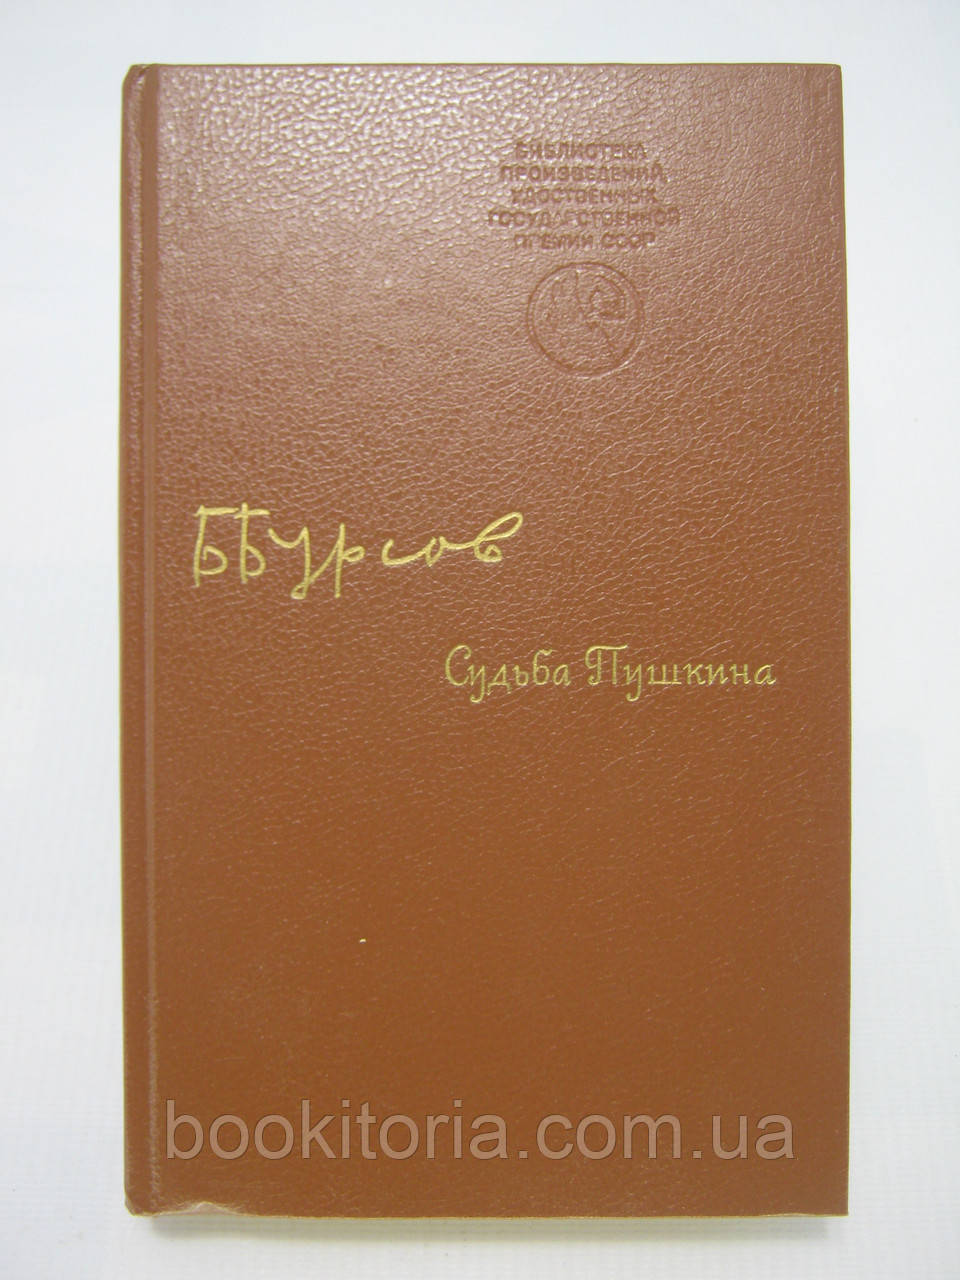 БИБЛИОТЕКА
ПРОИЗВЕДЕНИЙ,
УДОСТОЕННЫХ
ГОСУДАРСТВЕННОЙ
ПРЕМИИ СССР
Б Бурсов
Судьба Пушкина
bookitoria.com.ua